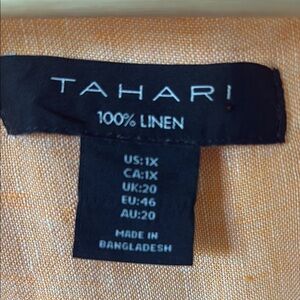 TAHARI
100% LINEN
US:1X
CA:1X
UK:20
EU:46
AU:20
MADE IN
BANGLADESH